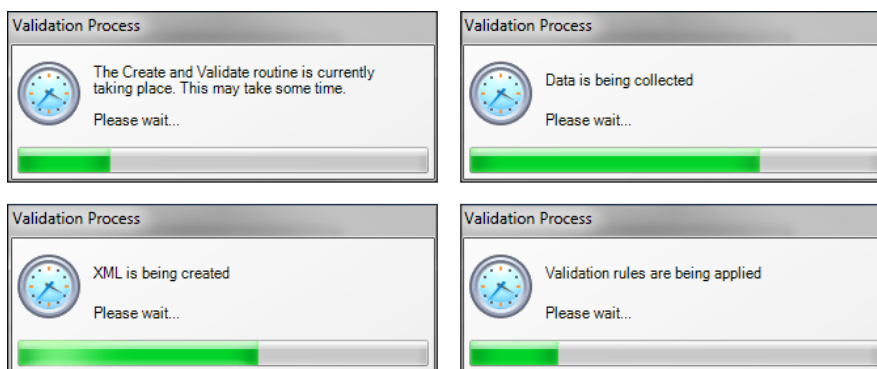 Validation Process
The Create and Validate routine is currently
taking place. This may take some time.
Please wait...
Validation Process
Data is being collected
Please wait...
Validation Process
XML is being created
Please wait...
Validation Process
Validation rules are being applied
Please wait...